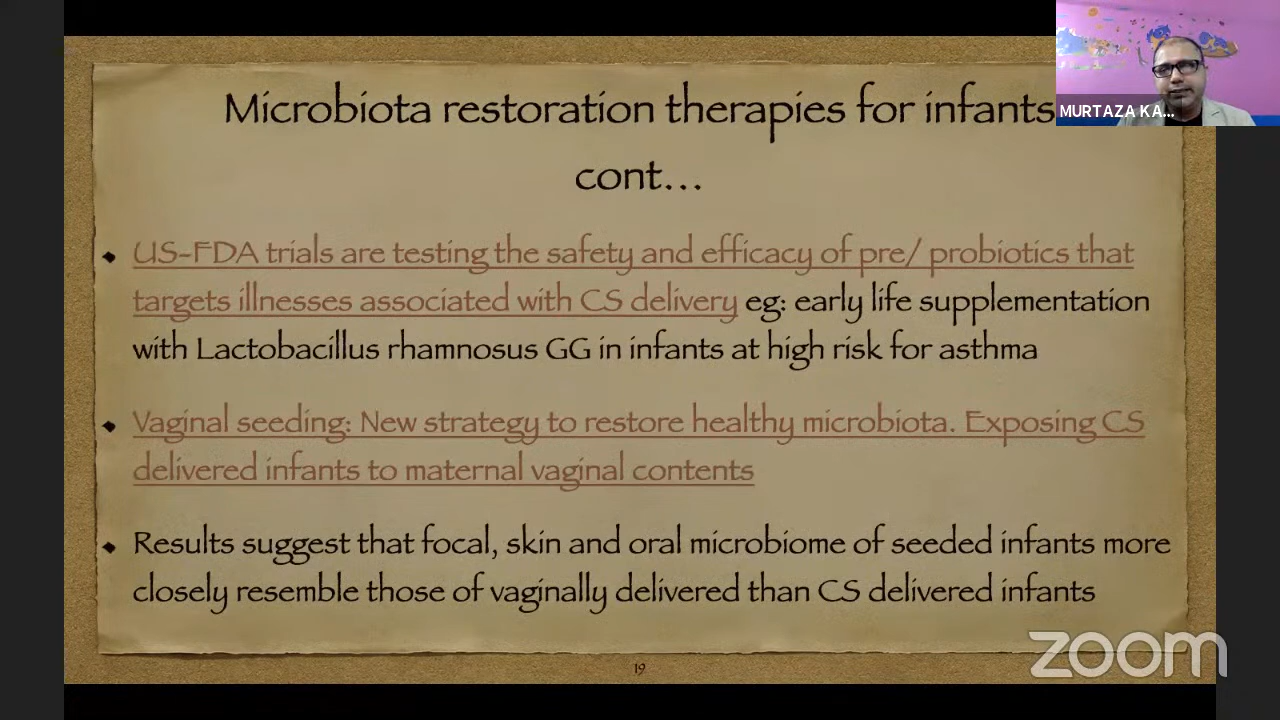 Microbiota restoration therapies for infants
cont...
US-FDA trials are testing the safety and efficacy of pre/ probiotics that
targets illnesses associated with CS delivery eg: early life supplementation
with Lactobacillus rhamnosus GG in infants at high risk for asthma
Vaginal seeding: New strategy to restore healthy microbiota. Exposing CS
delivered infants to maternal vaginal contents
Results suggest that focal, skin and oral microbiome of seeded infants more
closely resemble those of vaginally delivered than CS delivered infants
19
MURTAZA KA...
zoom